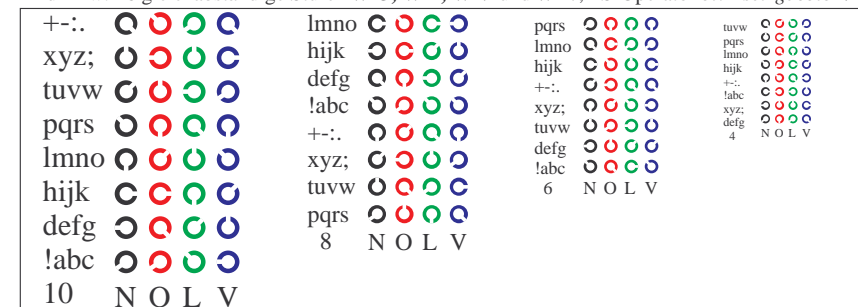 +-:.
xyz;
tuvw
pqrs
lmno
hijk
defg
!abc
10 N O L V
lmno
hijk
defg
!abc
+-:.
xyz;
tuvw
pqrs
8 N O L V
pqrs
lmno
hijk
+-:.
xyz;
tuvw
defg
!abc
6 N O L V
tuvw
pqrs
lmno
hijk
+-:.
!abc
xyz;
defg
4 N O L V